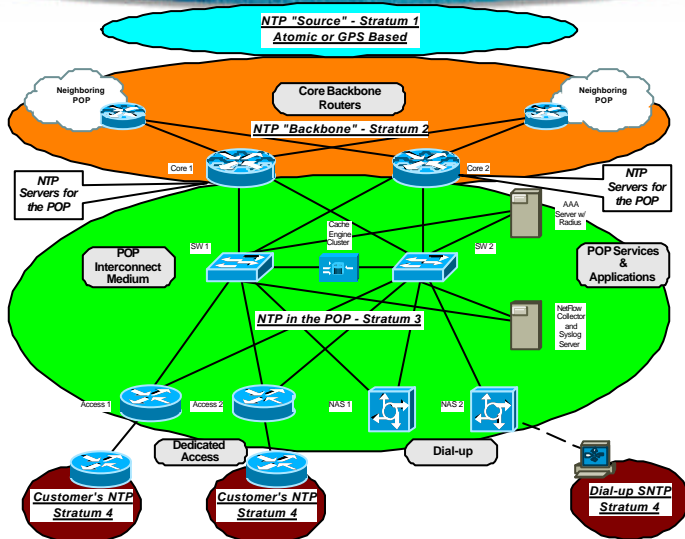 NTP "Source" - Stratum 1
Atomic or GPS Based
Neighboring
POP
Core Backbone
Routers
Neighboring
POP
NTP "Backbone" - Stratum 2
Core 1
Core 2
NTP
Servers for
the POP
NTP
Servers for
the POP
AAA
Server w/
Radius
POP
Interconnect
Medium
SW 1
Cache
Engine
Cluster
SW 2
POP Services
&
Applications
NTP in the POP - Stratum 3
NetFlow
Collector
and
Syslog
Server
Access 1
Access 2
NAS 1
NAS 2
Dedicated
Access
Dial-up
Customer's NTP
Stratum 4
Customer's NTP
Stratum 4
Dial-up SNTP
Stratum 4